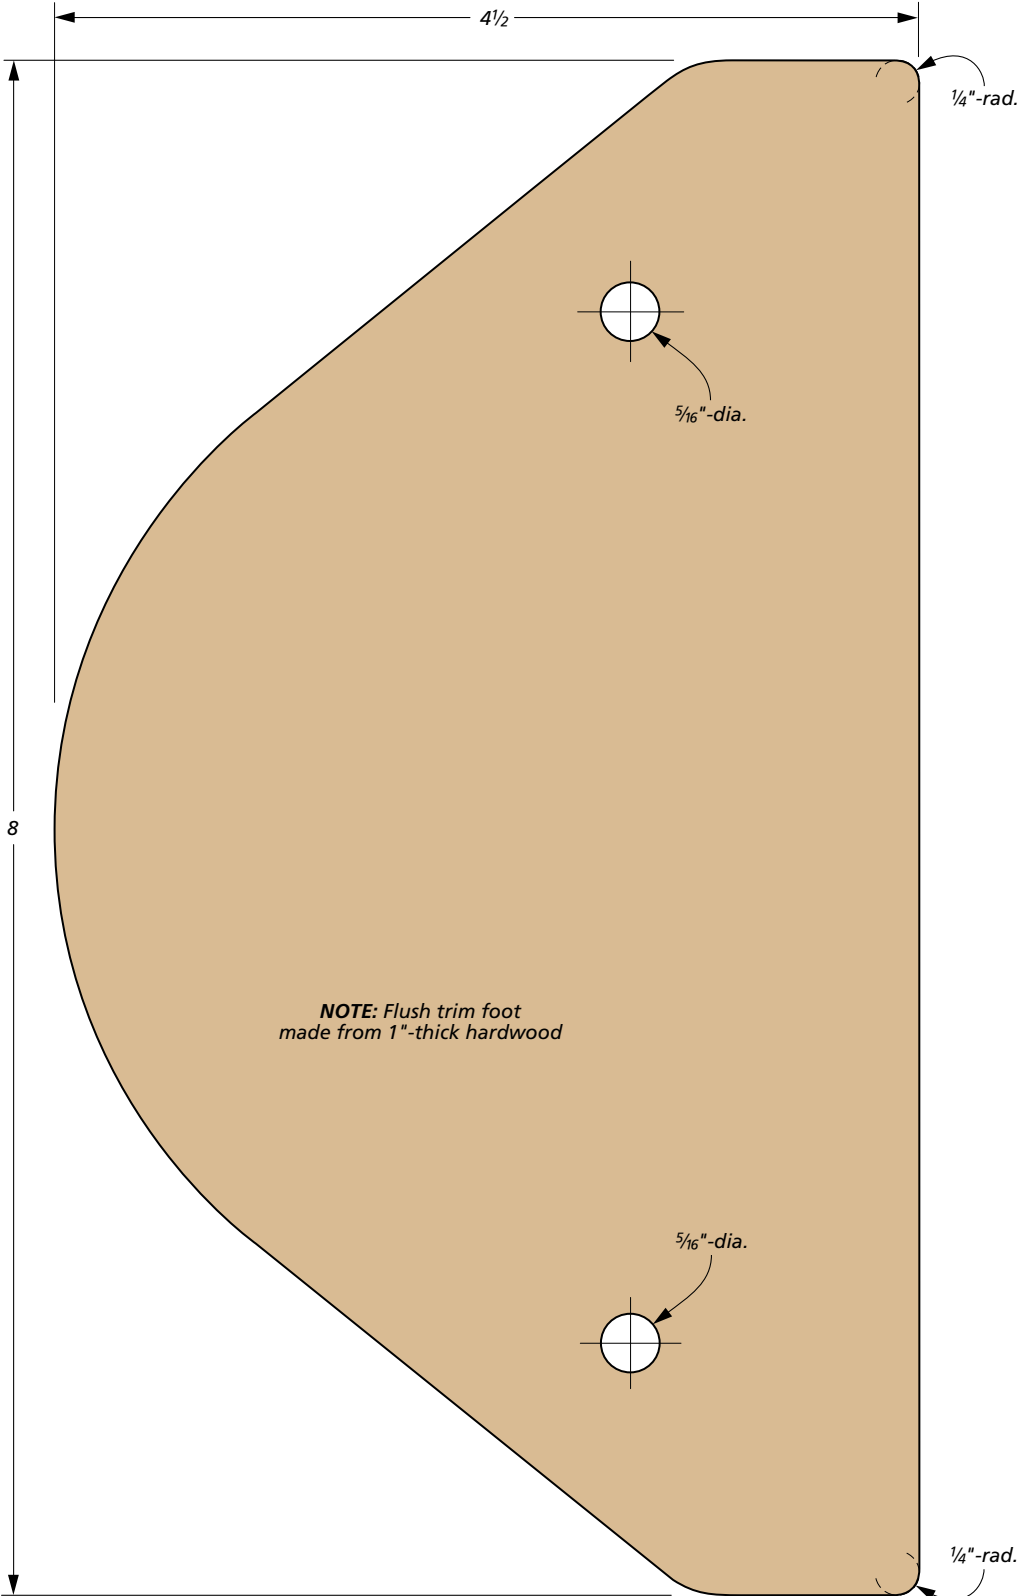 4½
¼"-rad.
5/16"-dia.
8
NOTE: Flush trim foot
made from 1"-thick hardwood
5/16"-dia.
¼"-rad.